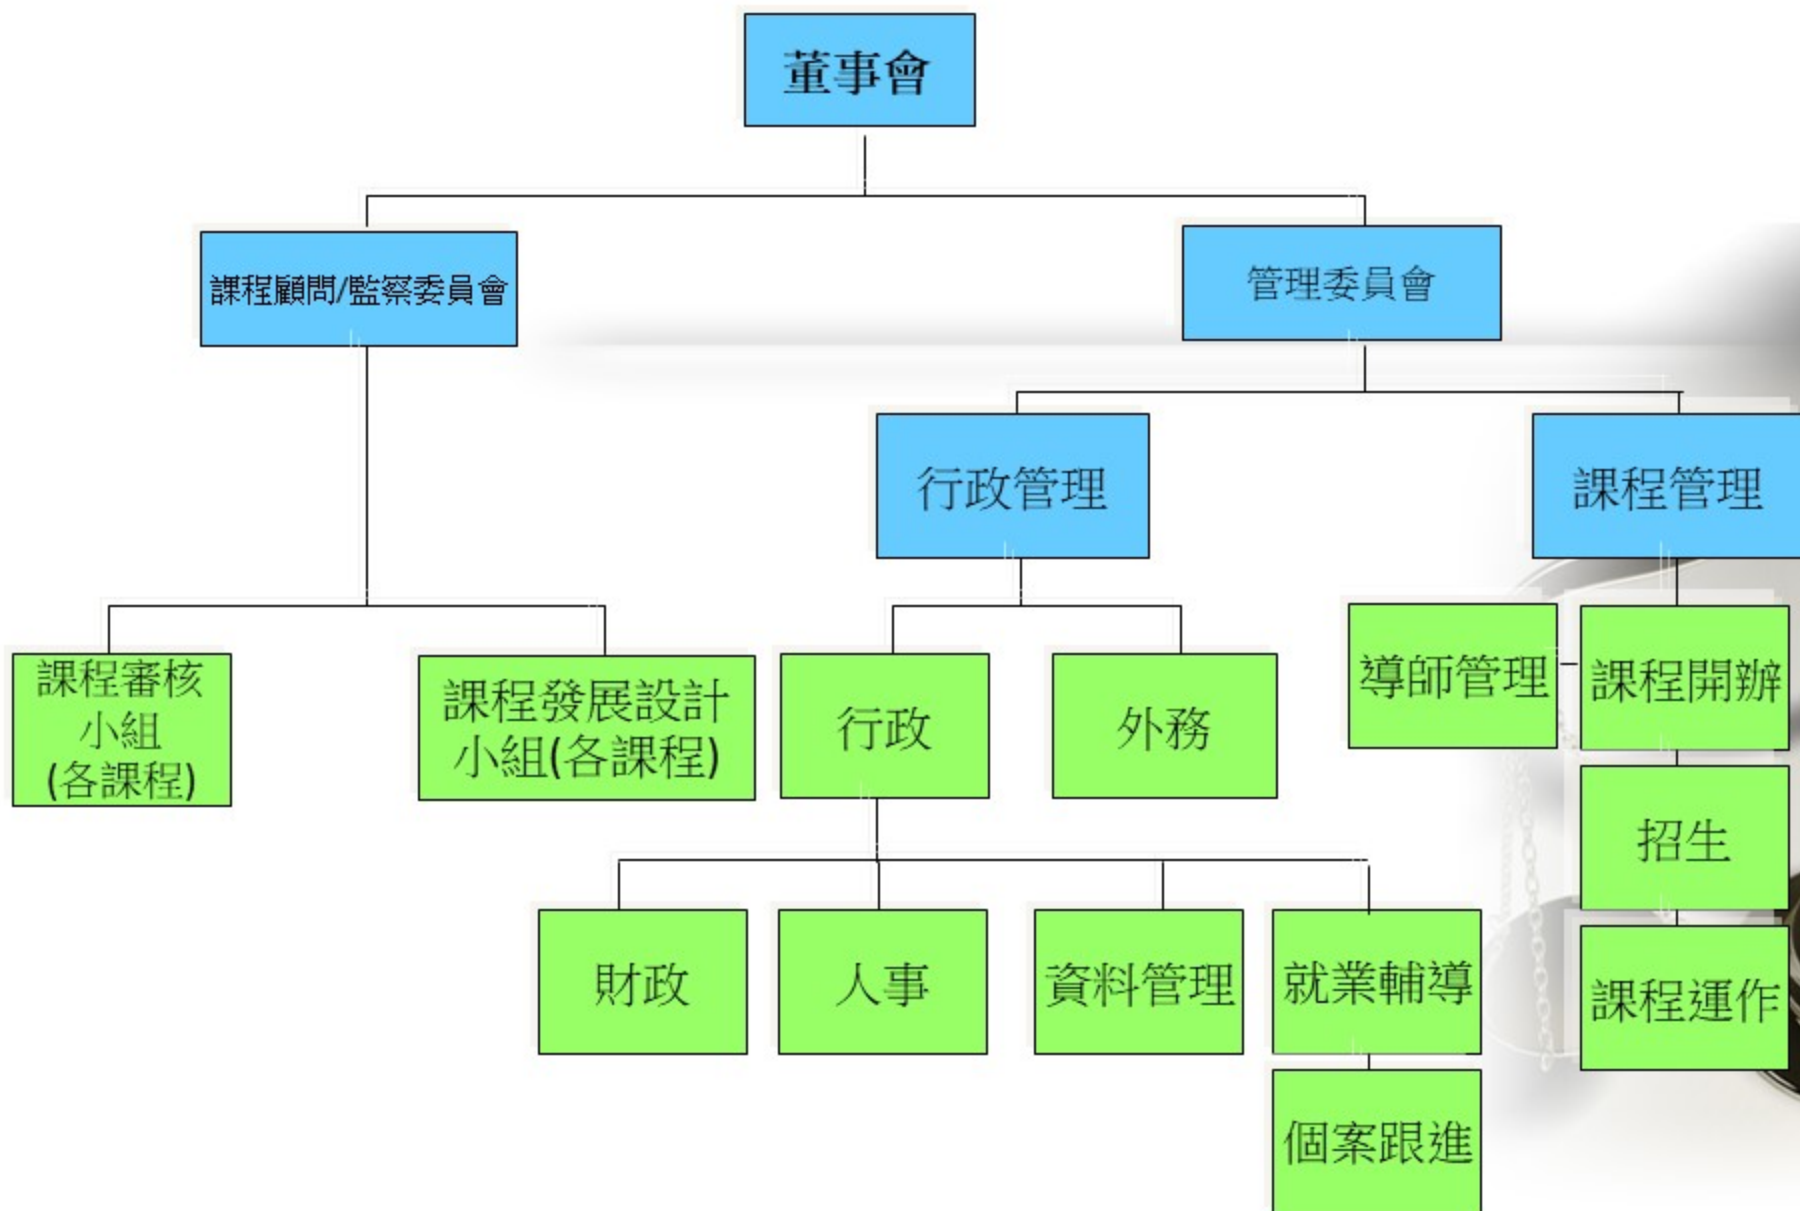 董事會
課程顧問/監察委員會
管理委員會
行政管理
課程管理
課程審核
小組
(各課程)
課程發展設計
小組(各課程)
行政
外務
導師管理
課程開辦
招生
財政
人事
資料管理
就業輔導
課程運作
個案跟進